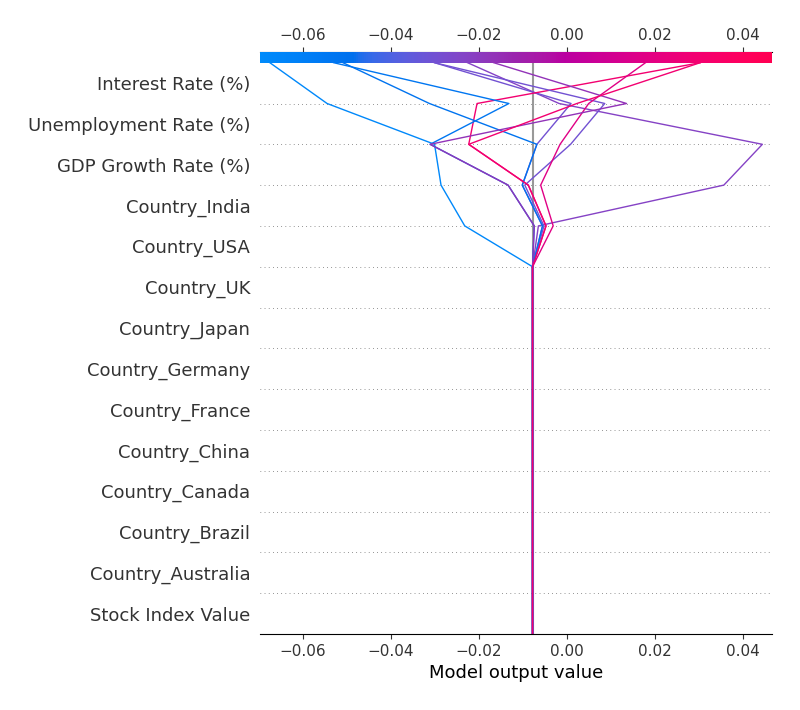 −0.06 −0.04 −0.02 0.00 0.02 0.04
Interest Rate (%)
Unemployment Rate (%)
GDP Growth Rate (%)
Country_India
Country_USA
Country_UK
Country_Japan
Country_Germany
Country_France
Country_China
Country_Canada
Country_Brazil
Country_Australia
Stock Index Value
−0.06 −0.04 −0.02 0.00 0.02 0.04
Model output value